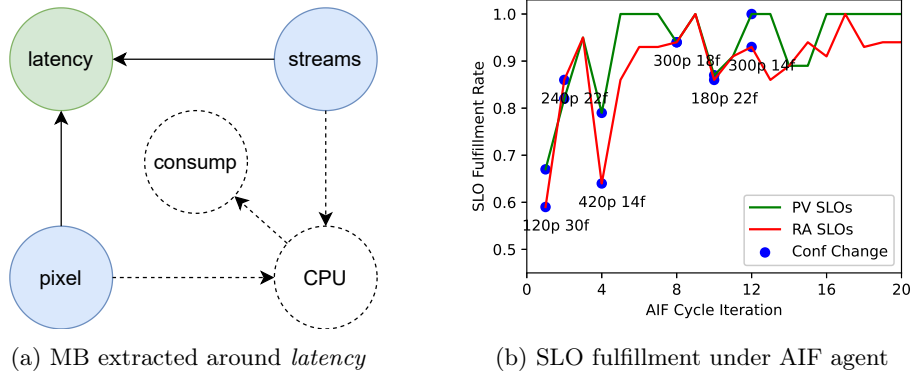 latency
streams
consump
pixel
CPU
(a) MB extracted around latency
SLO Fulfillment Rate
1.0
0.9
0.8
0.7
0.6
0.5
300p 18f
300p 14f
240p 22f
180p 22f
420p 14f
120p 30f
PV SLOs
RA SLOs
Conf Change
0 4 8 12 16 20
AIF Cycle Iteration
(b) SLO fulfillment under AIF agent